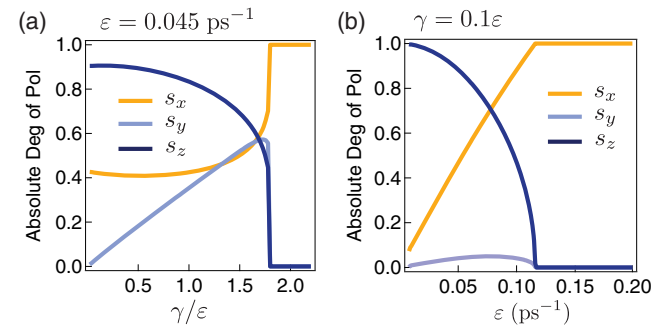 (a) ε = 0.045 ps⁻¹
Absolute Deg of Pol
1.0
0.8
0.6
0.4
0.2
0.0
s_x
s_y
s_z
0.5 1.0 1.5 2.0
γ/ε
(b) γ = 0.1ε
Absolute Deg of Pol
1.0
0.8
0.6
0.4
0.2
0.0
s_x
s_y
s_z
0.05 0.10 0.15 0.20
ε (ps⁻¹)